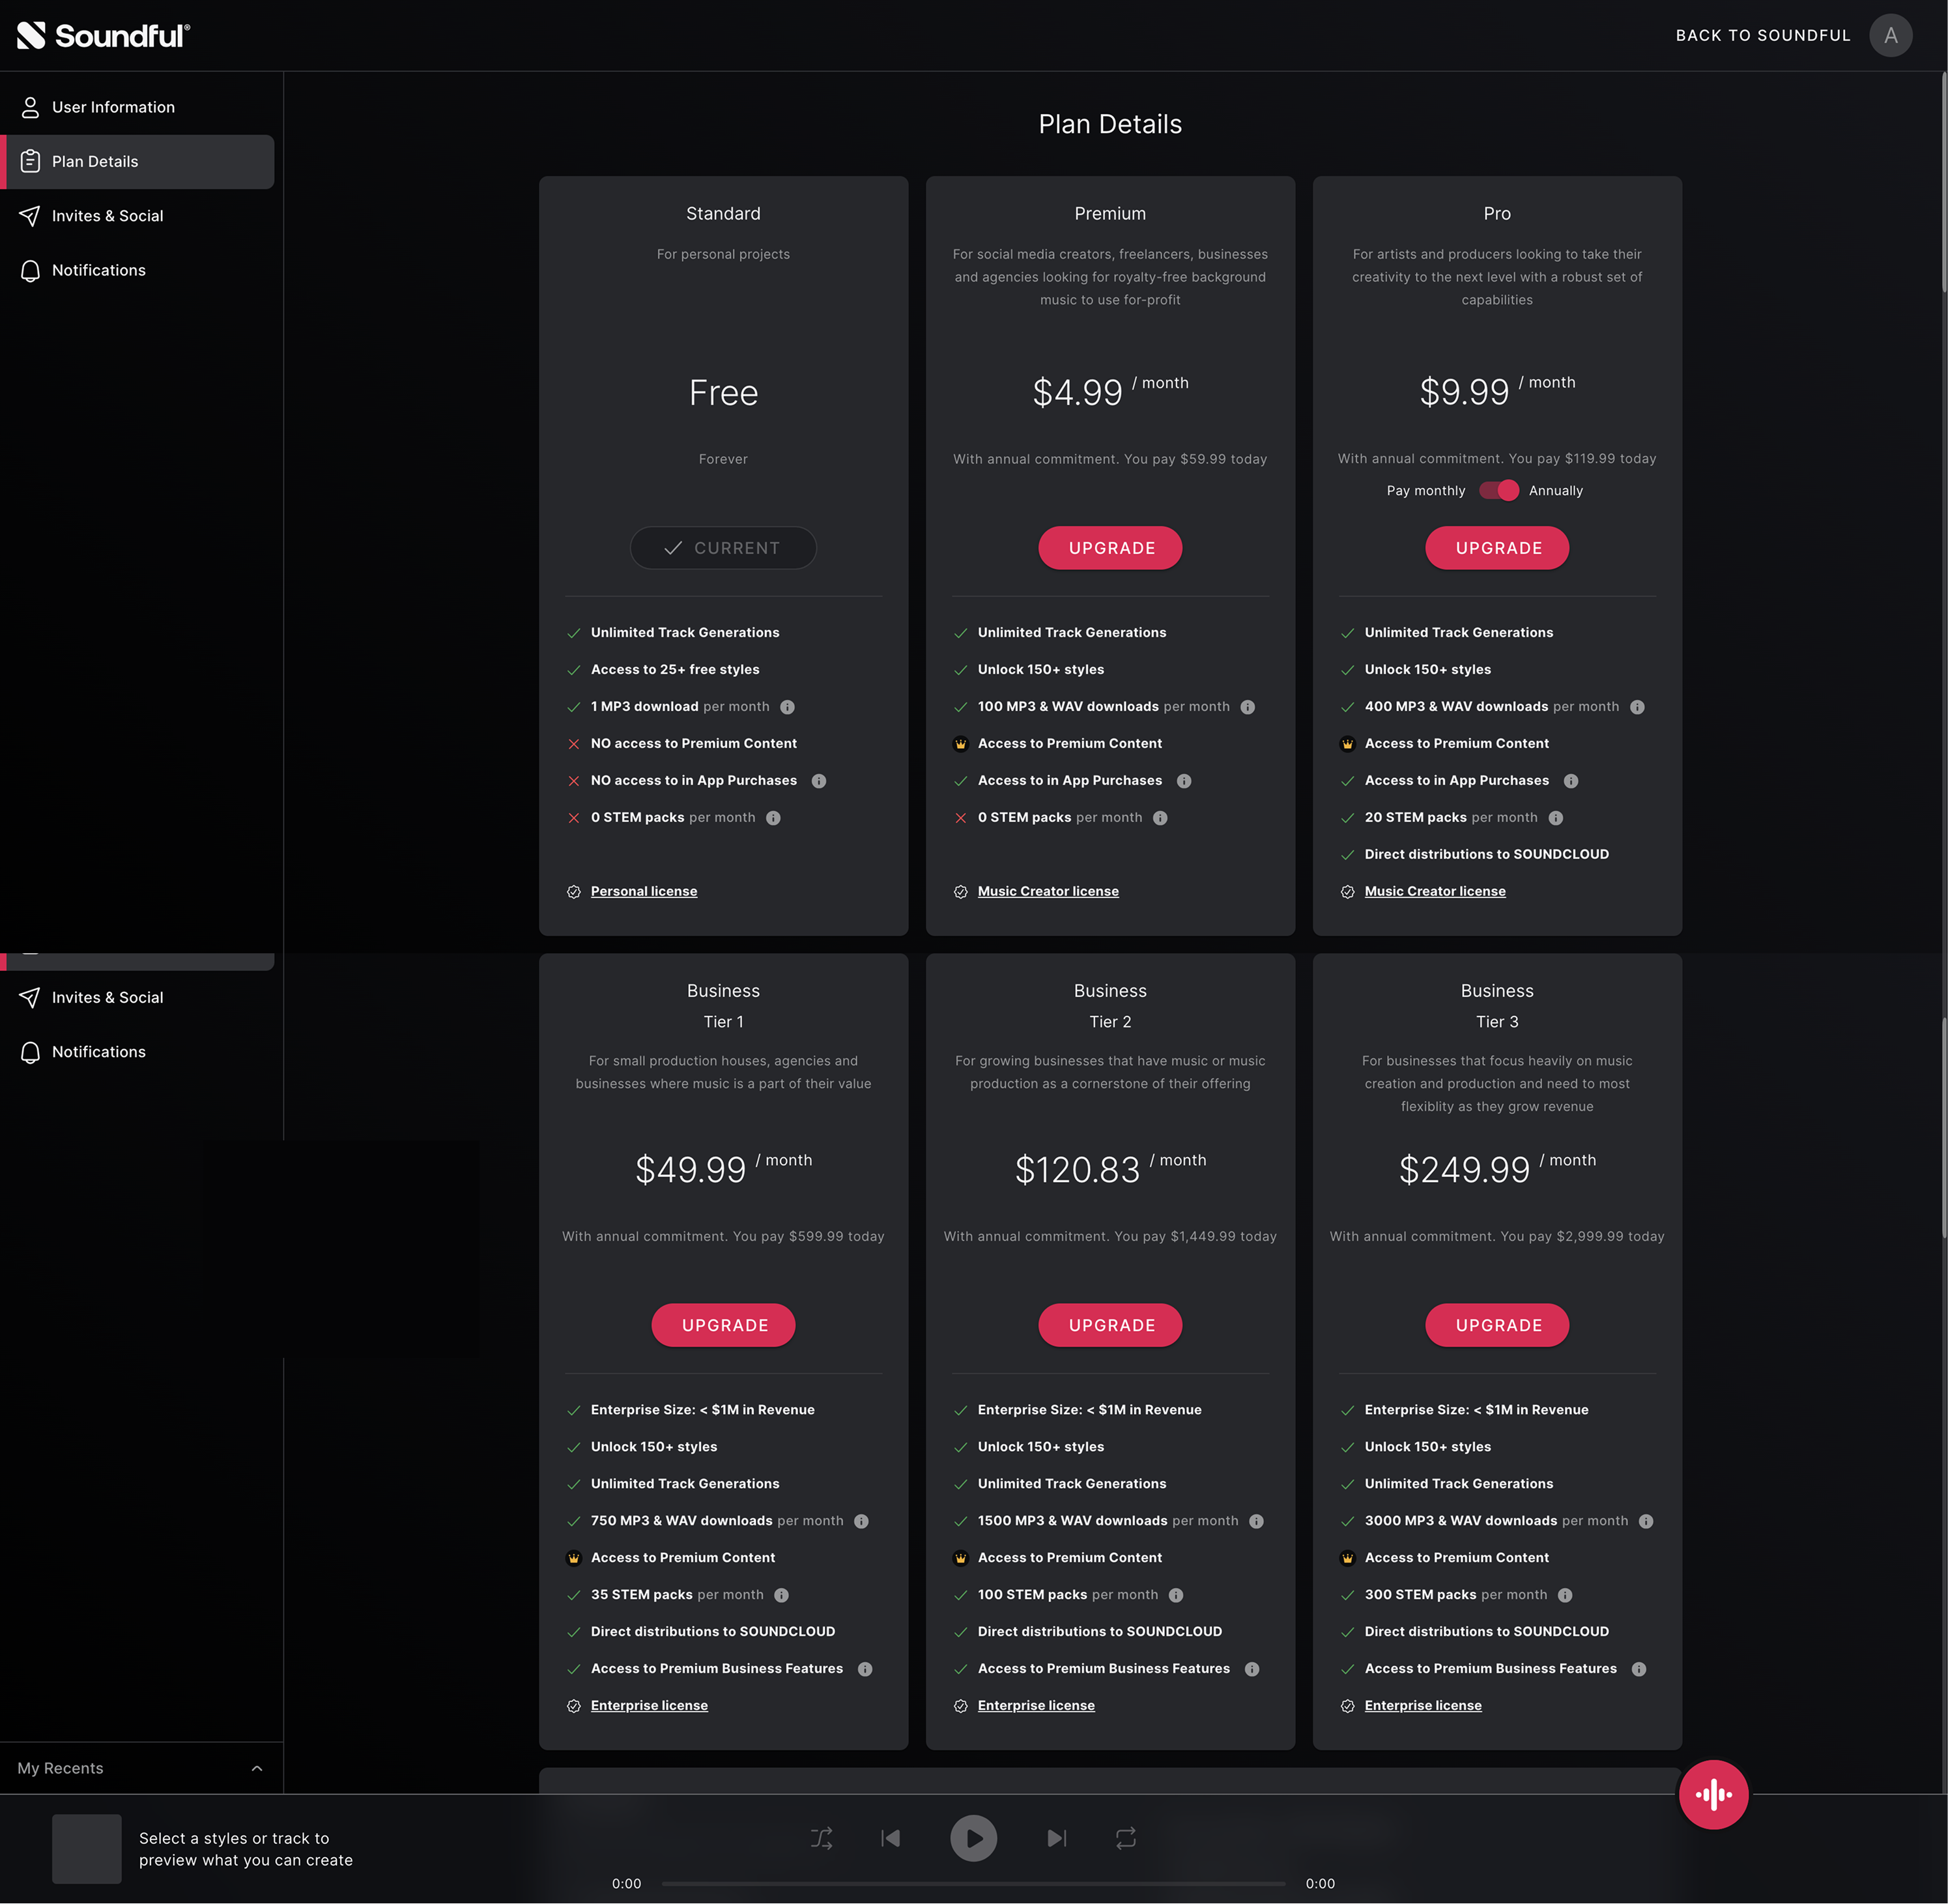 Soundful®
BACK TO SOUNDFUL
A
User Information
Plan Details
Invites & Social
Notifications
Plan Details
Standard
For personal projects
Free
Forever
CURRENT
Unlimited Track Generations
Access to 25+ free styles
1 MP3 download per month
NO access to Premium Content
NO access to in App Purchases
0 STEM packs per month
Personal license
Premium
For social media creators, freelancers, businesses
and agencies looking for royalty-free background
music to use for-profit
$4.99 / month
With annual commitment. You pay $59.99 today
UPGRADE
Unlimited Track Generations
Unlock 150+ styles
100 MP3 & WAV downloads per month
Access to Premium Content
Access to in App Purchases
0 STEM packs per month
Music Creator license
Pro
For artists and producers looking to take their
creativity to the next level with a robust set of
capabilities
$9.99 / month
With annual commitment. You pay $119.99 today
Pay monthly Annually
UPGRADE
Unlimited Track Generations
Unlock 150+ styles
400 MP3 & WAV downloads per month
Access to Premium Content
Access to in App Purchases
20 STEM packs per month
Direct distributions to SOUNDCLOUD
Music Creator license
Invites & Social
Notifications
Business
Tier 1
For small production houses, agencies and
businesses where music is a part of their value
$49.99 / month
With annual commitment. You pay $599.99 today
UPGRADE
Enterprise Size: < $1M in Revenue
Unlock 150+ styles
Unlimited Track Generations
750 MP3 & WAV downloads per month
Access to Premium Content
35 STEM packs per month
Direct distributions to SOUNDCLOUD
Access to Premium Business Features
Enterprise license
Business
Tier 2
For growing businesses that have music or music
production as a cornerstone of their offering
$120.83 / month
With annual commitment. You pay $1,449.99 today
UPGRADE
Enterprise Size: < $1M in Revenue
Unlock 150+ styles
Unlimited Track Generations
1500 MP3 & WAV downloads per month
Access to Premium Content
100 STEM packs per month
Direct distributions to SOUNDCLOUD
Access to Premium Business Features
Enterprise license
Business
Tier 3
For businesses that focus heavily on music
creation and production and need to most
flexiblity as they grow revenue
$249.99 / month
With annual commitment. You pay $2,999.99 today
UPGRADE
Enterprise Size: < $1M in Revenue
Unlock 150+ styles
Unlimited Track Generations
3000 MP3 & WAV downloads per month
Access to Premium Content
300 STEM packs per month
Direct distributions to SOUNDCLOUD
Access to Premium Business Features
Enterprise license
My Recents
Select a styles or track to
preview what you can create
0:00
0:00